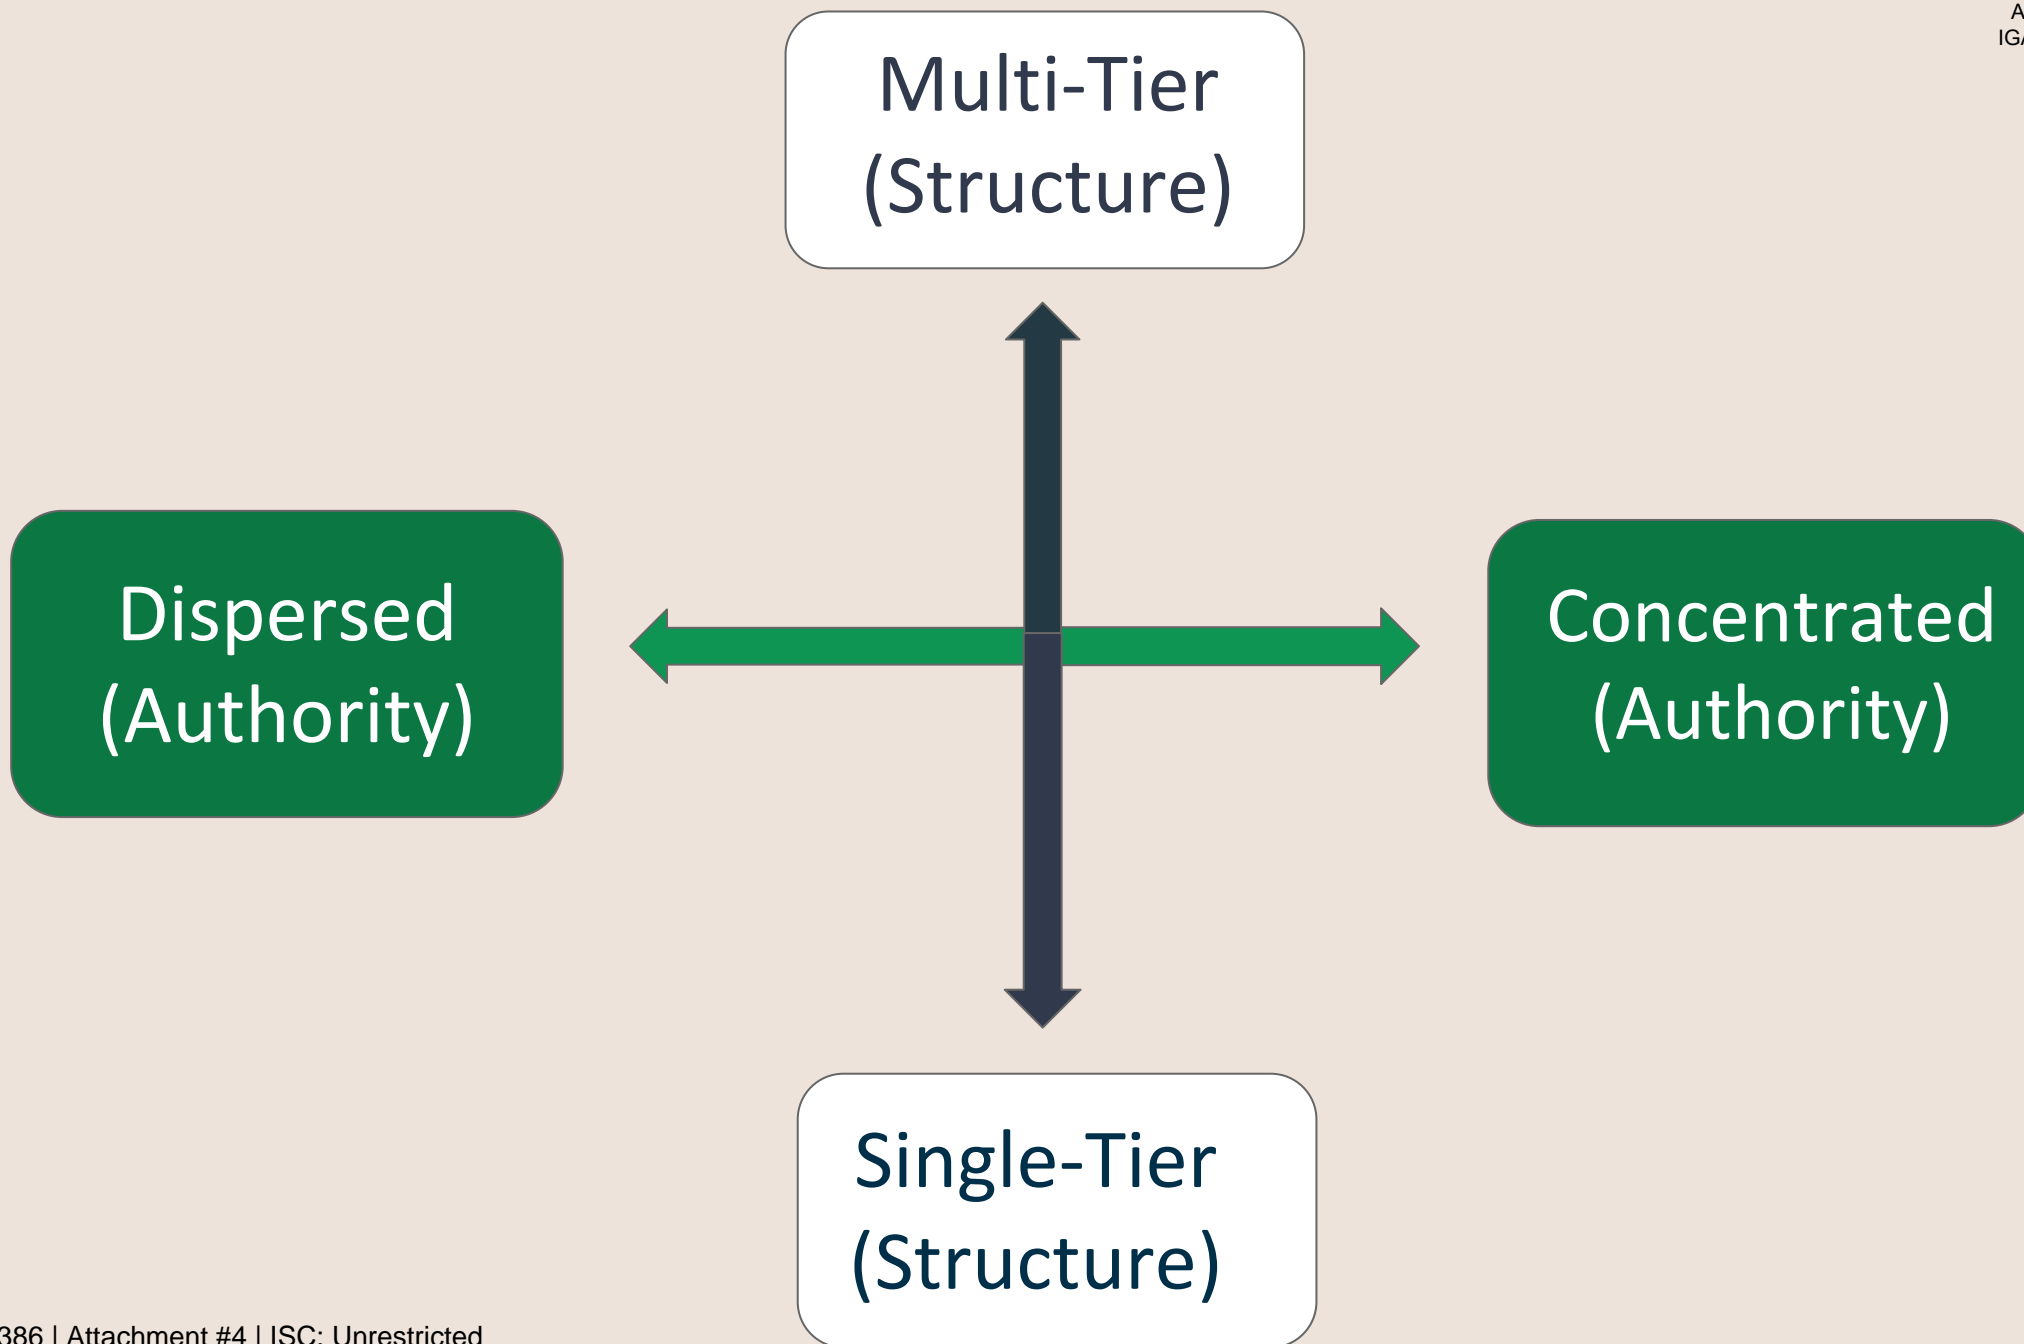 Multi-Tier
(Structure)
Dispersed
(Authority)
Concentrated
(Authority)
Single-Tier
(Structure)
386 | Attachment #4 | ISC: Unrestricted